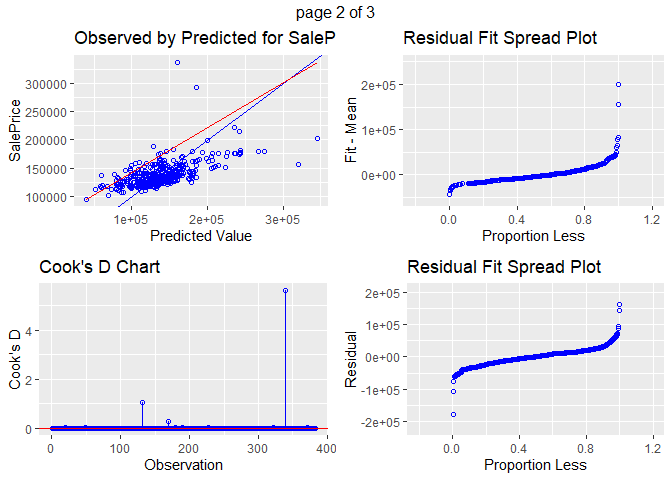 page 2 of 3
Observed by Predicted for SaleP
SalePrice
300000
250000
200000
150000
100000
1e+05
2e+05
3e+05
Predicted Value
Residual Fit Spread Plot
Fit - Mean
2e+05
1e+05
0e+00
0.0
0.4
0.8
1.2
Proportion Less
Cook's D Chart
Cook's D
4
2
0
0
100
200
300
400
Observation
Residual Fit Spread Plot
Residual
2e+05
1e+05
0e+00
-1e+05
-2e+05
0.0
0.4
0.8
1.2
Proportion Less